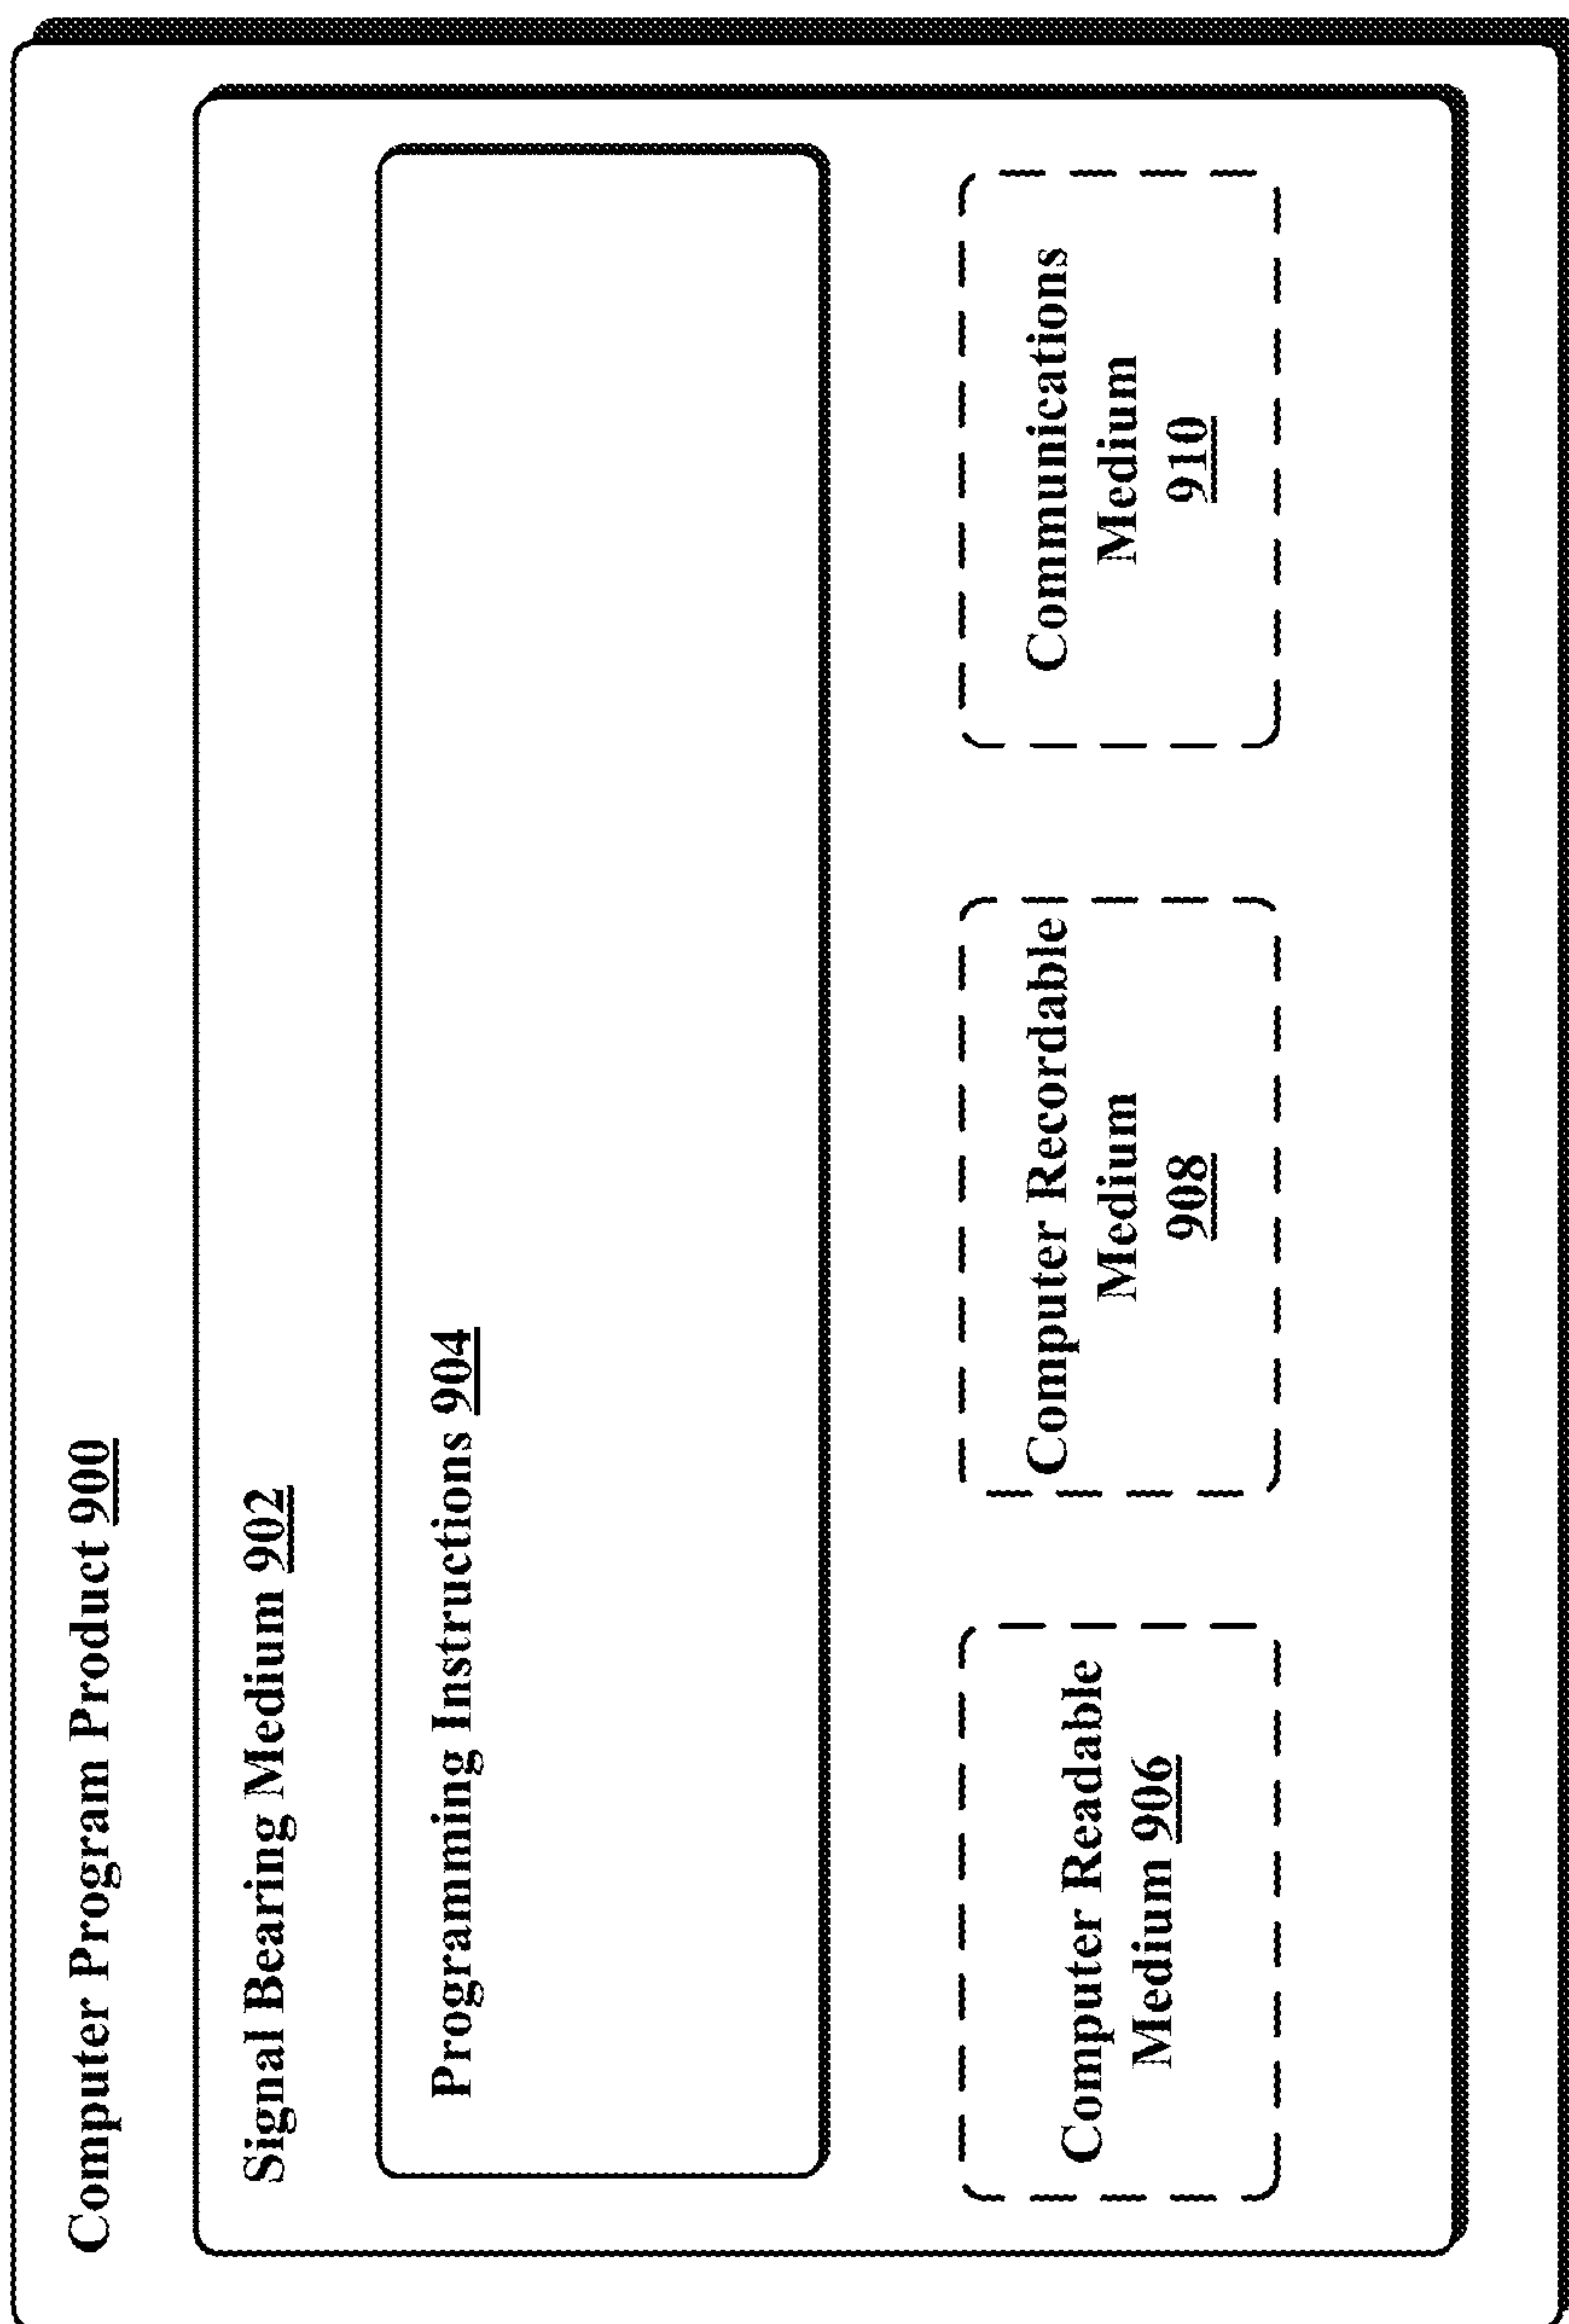 Computer Program Product 900
Signal Bearing Medium 902
Programming Instructions 904
Computer Readable
Medium 906
Computer Recordable
Medium
908
Communications
Medium
910